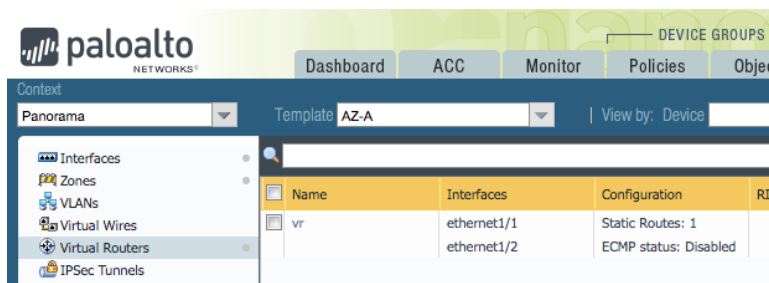 paloalto
NETWORKS®
DEVICE GROUPS
Dashboard ACC Monitor Policies
Context
Panorama Template AZ-A | View by: Device
Interfaces
Zones
VLANs
Virtual Wires
Virtual Routers
IPSec Tunnels
Name Interfaces Configuration
vr ethernet1/1 Static Routes: 1
ethernet1/2 ECMP status: Disabled